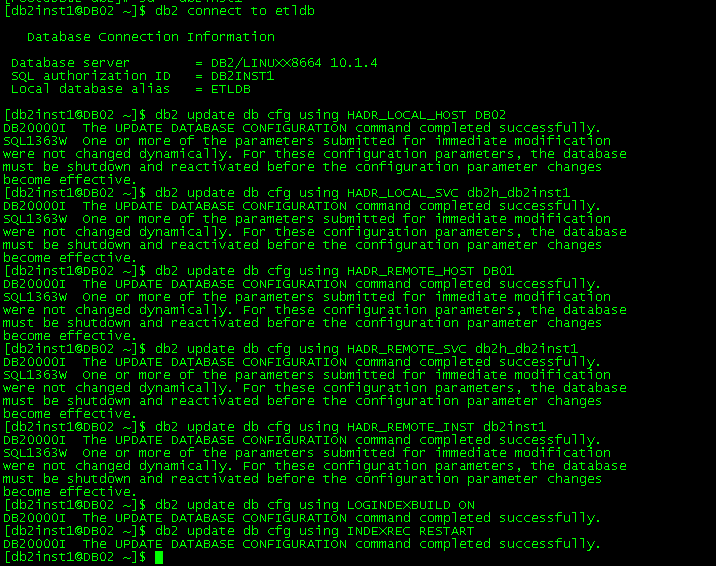 [db2inst1@DB02 ~]$ db2 connect to etldb
Database Connection Information
Database server = DB2/LINUXX8664 10.1.4
SQL authorization ID = DB2INST1
Local database alias = ETLDB
[db2inst1@DB02 ~]$ db2 update db cfg using HADR_LOCAL_HOST DB02
DB20000I The UPDATE DATABASE CONFIGURATION command completed successfully.
SQL1363W One or more of the parameters submitted for immediate modification
were not changed dynamically. For these configuration parameters, the database
must be shutdown and reactivated before the configuration parameter changes
become effective.
[db2inst1@DB02 ~]$ db2 update db cfg using HADR_LOCAL_SVC db2h_db2inst1
DB20000I The UPDATE DATABASE CONFIGURATION command completed successfully.
SQL1363W One or more of the parameters submitted for immediate modification
were not changed dynamically. For these configuration parameters, the database
must be shutdown and reactivated before the configuration parameter changes
become effective.
[db2inst1@DB02 ~]$ db2 update db cfg using HADR_REMOTE_HOST DB01
DB20000I The UPDATE DATABASE CONFIGURATION command completed successfully.
SQL1363W One or more of the parameters submitted for immediate modification
were not changed dynamically. For these configuration parameters, the database
must be shutdown and reactivated before the configuration parameter changes
become effective.
[db2inst1@DB02 ~]$ db2 update db cfg using HADR_REMOTE_SVC db2h_db2inst1
DB20000I The UPDATE DATABASE CONFIGURATION command completed successfully.
SQL1363W One or more of the parameters submitted for immediate modification
were not changed dynamically. For these configuration parameters, the database
must be shutdown and reactivated before the configuration parameter changes
become effective.
[db2inst1@DB02 ~]$ db2 update db cfg using HADR_REMOTE_INST db2inst1
DB20000I The UPDATE DATABASE CONFIGURATION command completed successfully.
SQL1363W One or more of the parameters submitted for immediate modification
were not changed dynamically. For these configuration parameters, the database
must be shutdown and reactivated before the configuration parameter changes
become effective.
[db2inst1@DB02 ~]$ db2 update db cfg using LOGINDEXBUILD ON
DB20000I The UPDATE DATABASE CONFIGURATION command completed successfully.
[db2inst1@DB02 ~]$ db2 update db cfg using INDEXREC RESTART
DB20000I The UPDATE DATABASE CONFIGURATION command completed successfully.
[db2inst1@DB02 ~]$